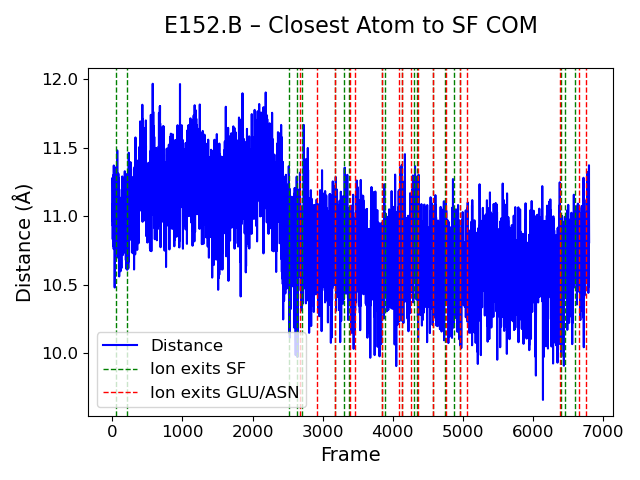 E152.B – Closest Atom to SF COM
Distance (Å)
12.0
11.5
11.0
10.5
10.0
Distance
Ion exits SF
Ion exits GLU/ASN
0 1000 2000 3000 4000 5000 6000 7000
Frame